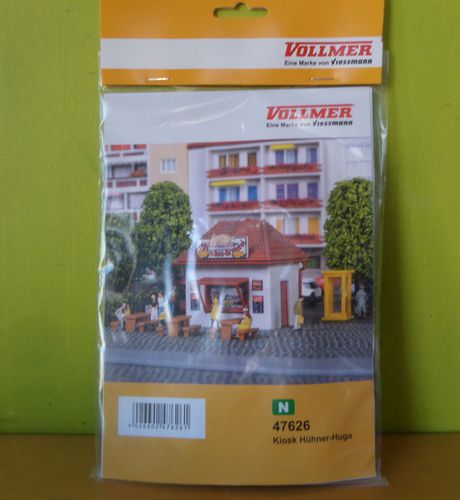 VOLLMER
Eine Marke von Viessmann
VOLLMER
Eine Marke von Viessmann
N
47626
Kiosk Hühner-Hugo